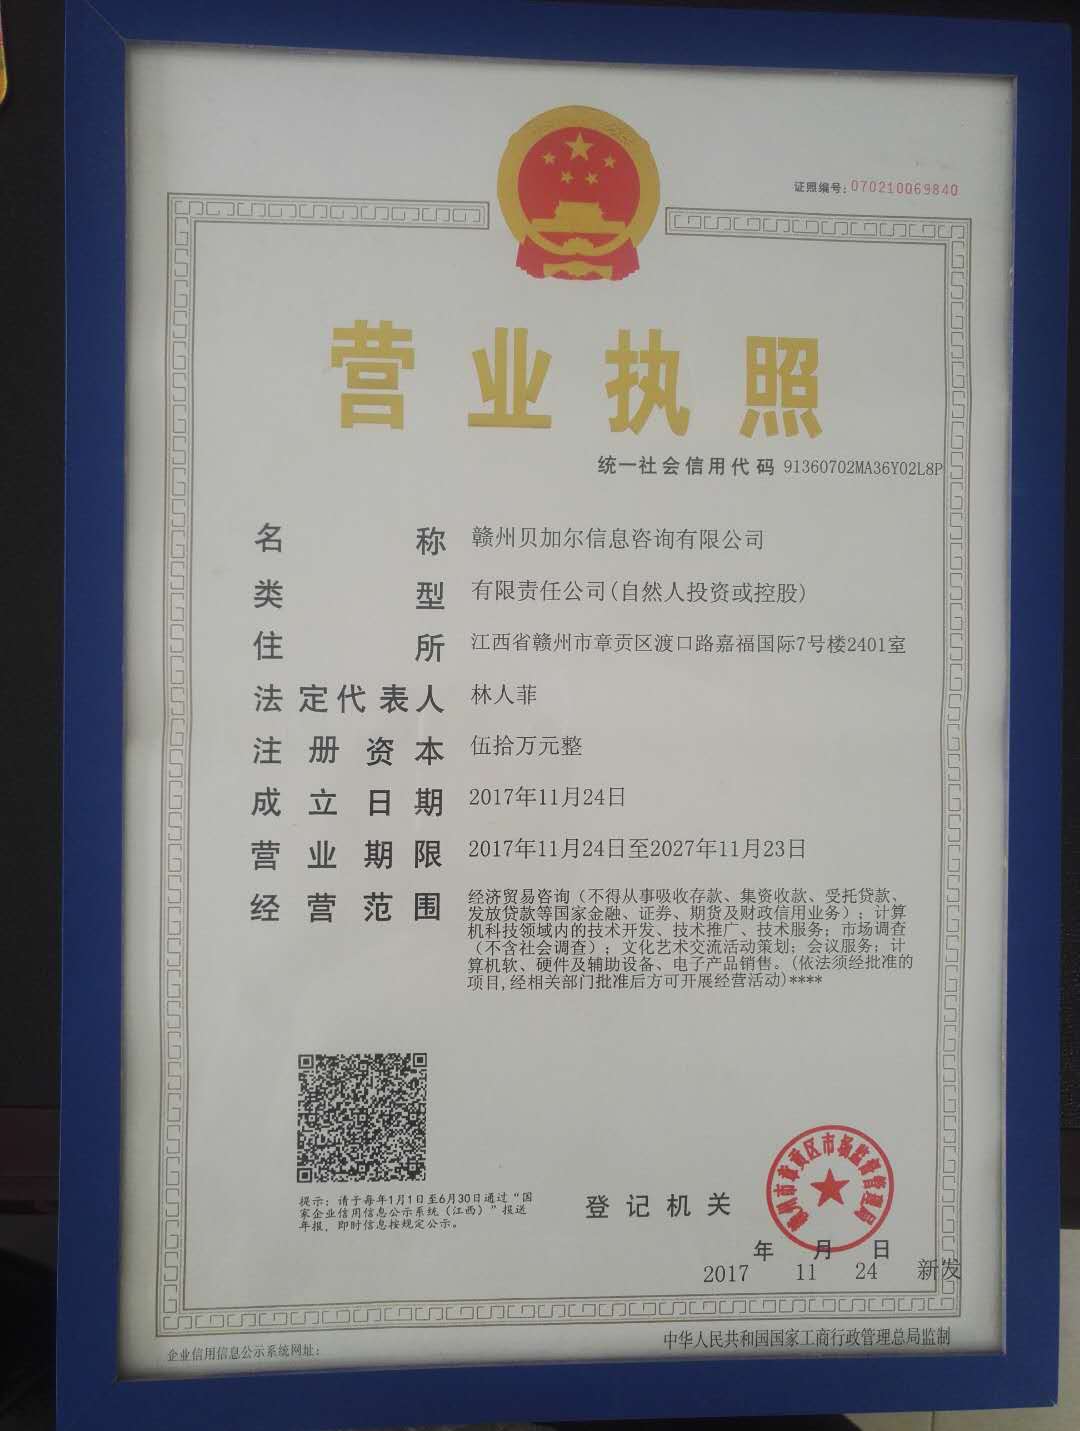 证照编号:070210069840
营业执照
统一社会信用代码 91360702MA36Y02L8P
名称 赣州贝加尔信息咨询有限公司
类型 有限责任公司(自然人投资或控股)
住所 江西省赣州市章贡区渡口路嘉福国际7号楼2401室
法定代表人 林人菲
注册资本 伍拾万元整
成立日期 2017年11月24日
营业期限 2017年11月24日至2027年11月23日
经营范围 经济贸易咨询（不得从事吸收存款、集资收款、受托贷款、
发放贷款等国家金融、证券、期货及财政信用业务）；计算
机科技领域内的技术开发、技术推广、技术服务；市场调查
（不含社会调查）；文化艺术交流活动策划；会议服务；计
算机软、硬件及辅助设备、电子产品销售。(依法须经批准的
项目,经相关部门批准后方可开展经营活动)****
提示：请于每年1月1日至6月30日通过“国
家企业信用信息公示系统（江西）”报送
年报，即时信息按规定公示。
登记机关
赣州市章贡区市场监督管理局
年 月 日
2017 11 24 新发
企业信用信息公示系统网址：
中华人民共和国国家工商行政管理总局监制